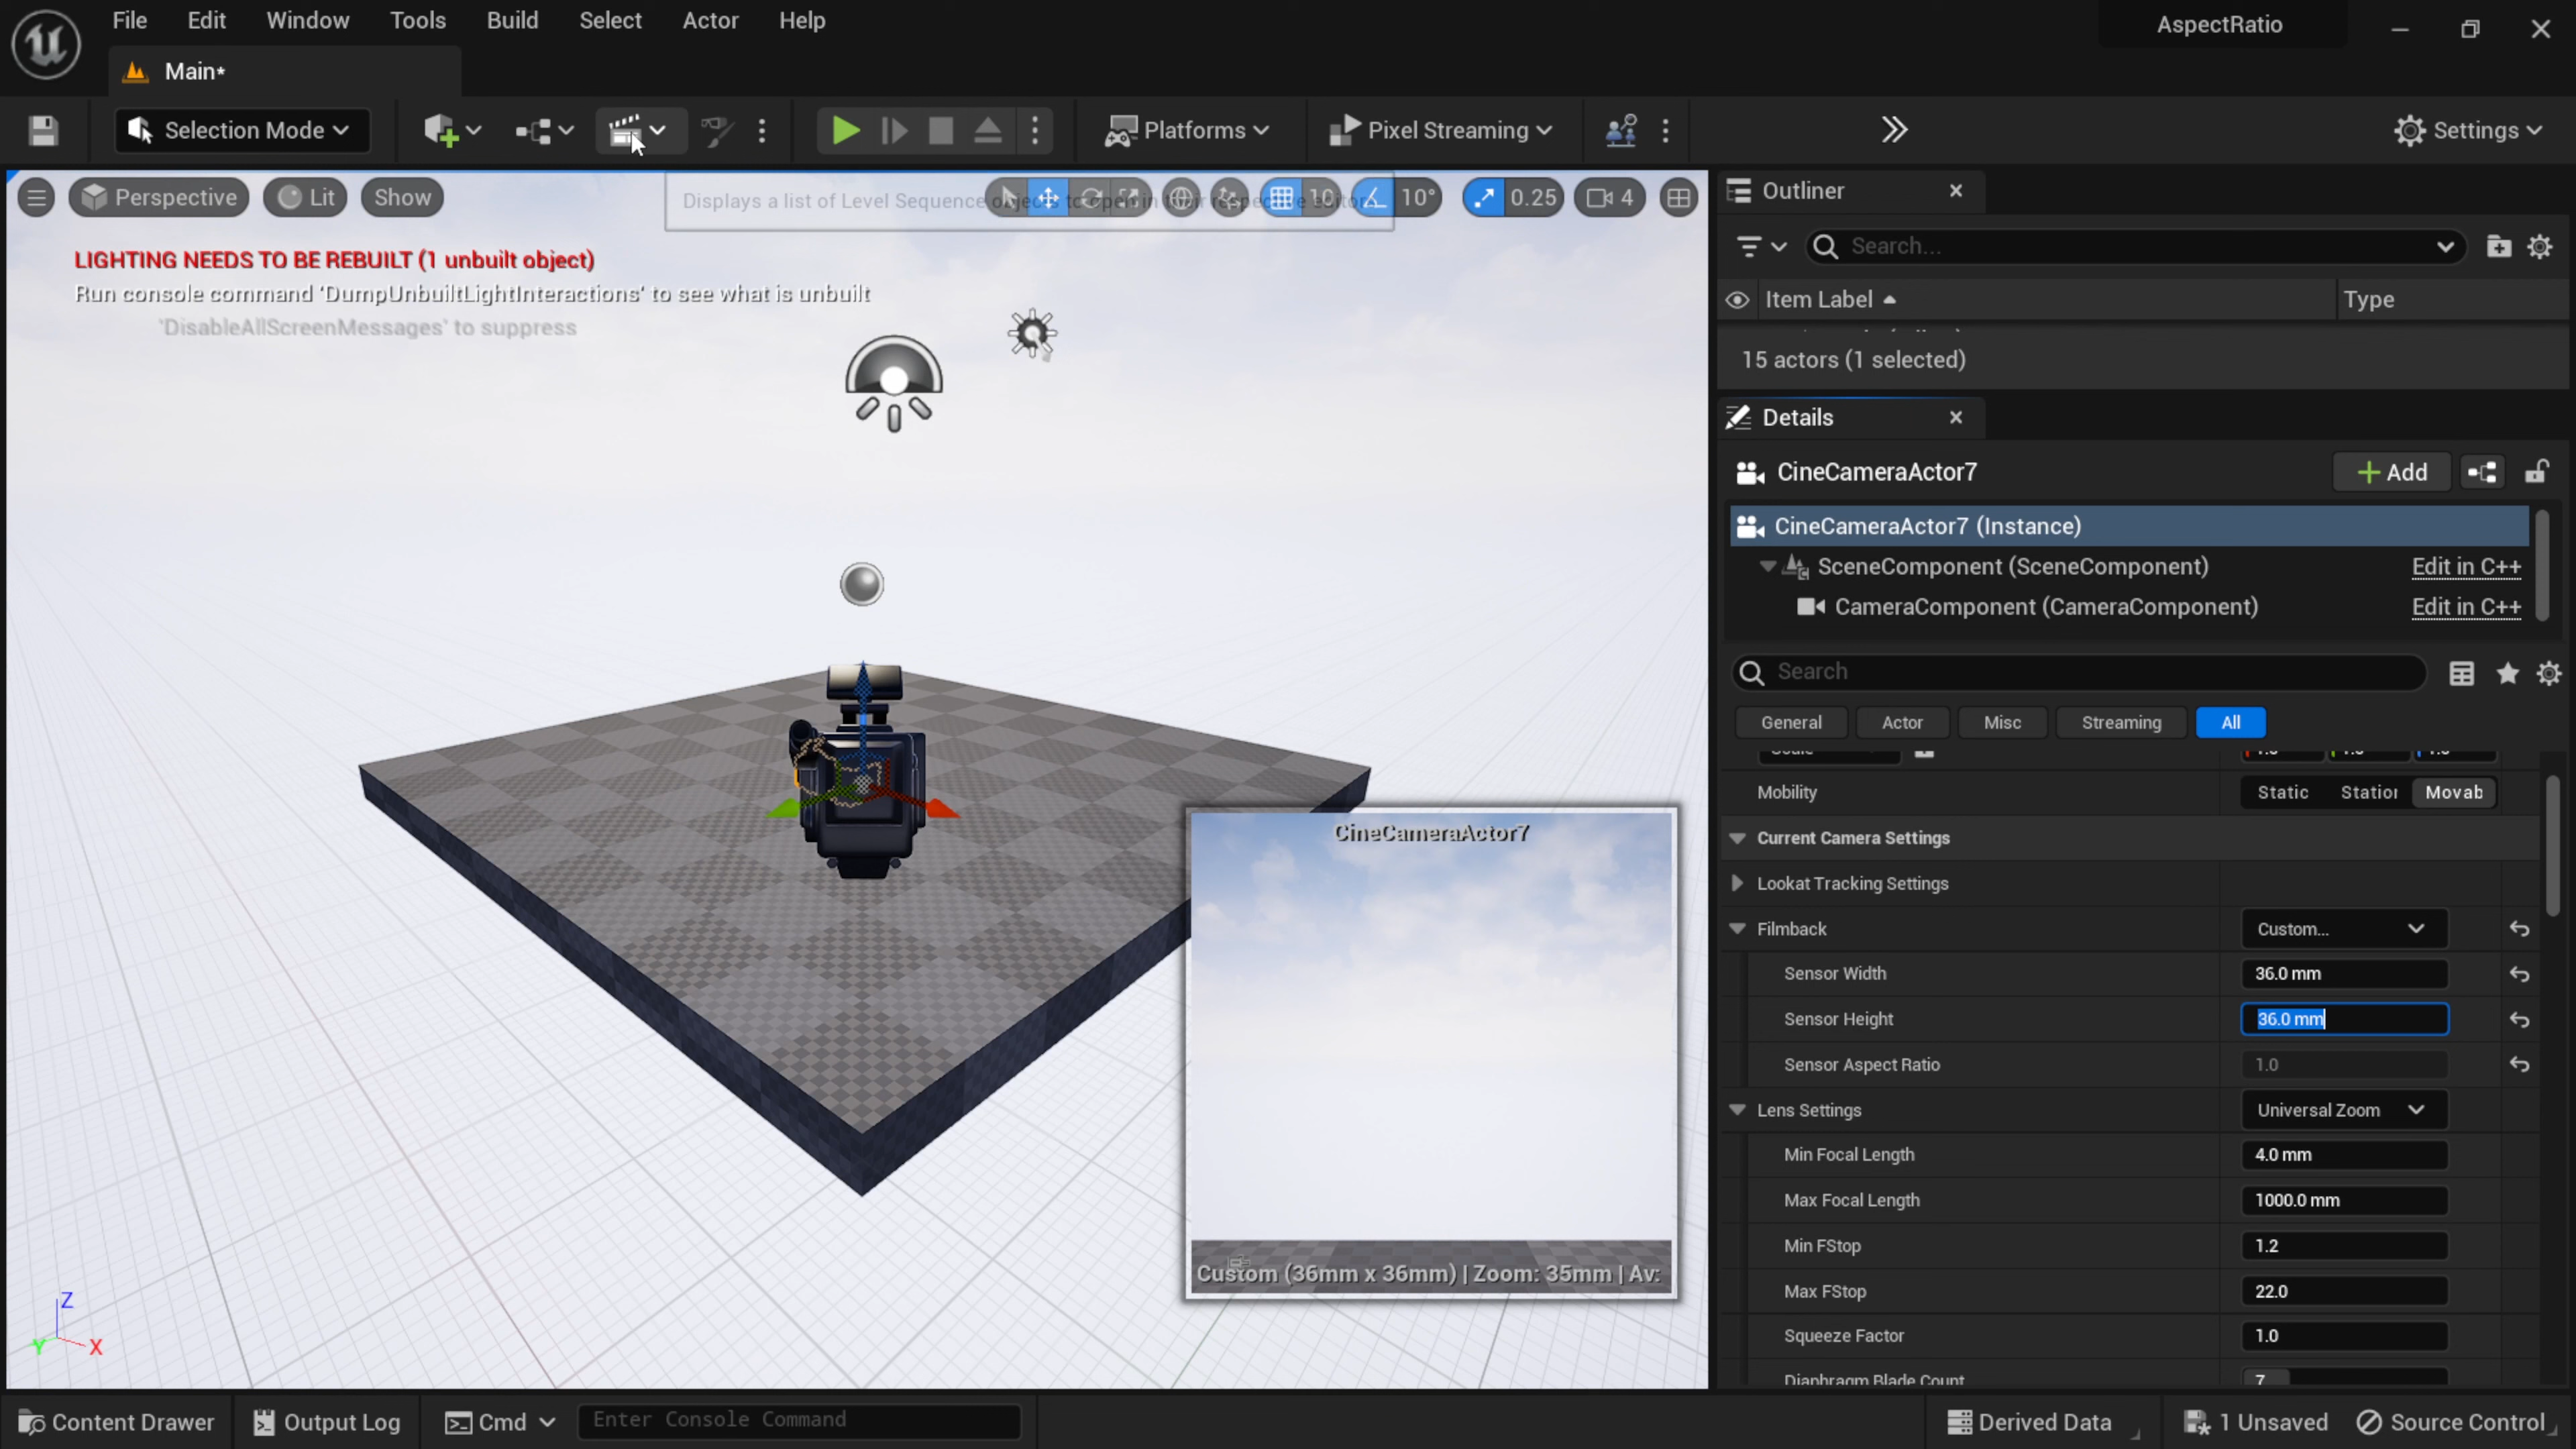 File Edit Window Tools Build Select Actor Help
AspectRatio
Main*
Selection Mode
Platforms
Pixel Streaming
Settings
Perspective
Lit
Show
Displays a list of Level Sequence objects to open in their respective editors
10
10°
0.25
4
LIGHTING NEEDS TO BE REBUILT (1 unbuilt object)
Run console command 'DumpUnbuiltLightInteractions' to see what is unbuilt
'DisableAllScreenMessages' to suppress
CineCameraActor7
Custom (36mm x 36mm) | Zoom: 35mm | Av:
Z
Y
X
Outliner
Search...
Item Label
Type
15 actors (1 selected)
Details
CineCameraActor7
Add
CineCameraActor7 (Instance)
SceneComponent (SceneComponent) Edit in C++
CameraComponent (CameraComponent) Edit in C++
Search
General Actor Misc Streaming All
Mobility Static Station Movab
Current Camera Settings
Lookat Tracking Settings
Filmback Custom...
Sensor Width 36.0 mm
Sensor Height 36.0 mm
Sensor Aspect Ratio 1.0
Lens Settings Universal Zoom
Min Focal Length 4.0 mm
Max Focal Length 1000.0 mm
Min FStop 1.2
Max FStop 22.0
Squeeze Factor 1.0
Diaphragm Blade Count 7
Content Drawer
Output Log
Cmd
Enter Console Command
Derived Data
1 Unsaved
Source Control